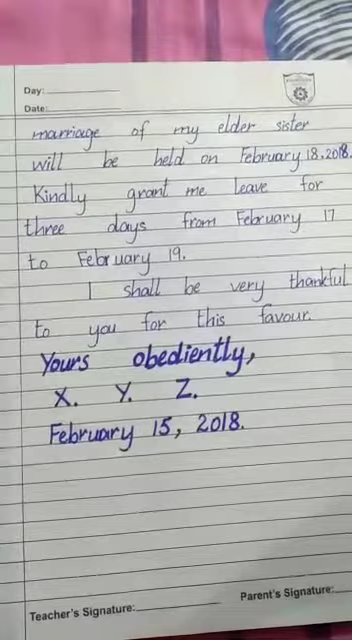 Day:
Date:
marriage of my elder sister
will be held on February 18, 2018.
Kindly grant me leave for
three days from February 17
to February 19.
I shall be very thankful
to you for this favour.
Yours obediently,
X. Y. Z.
February 15, 2018.
Teacher's Signature:
Parent's Signature: